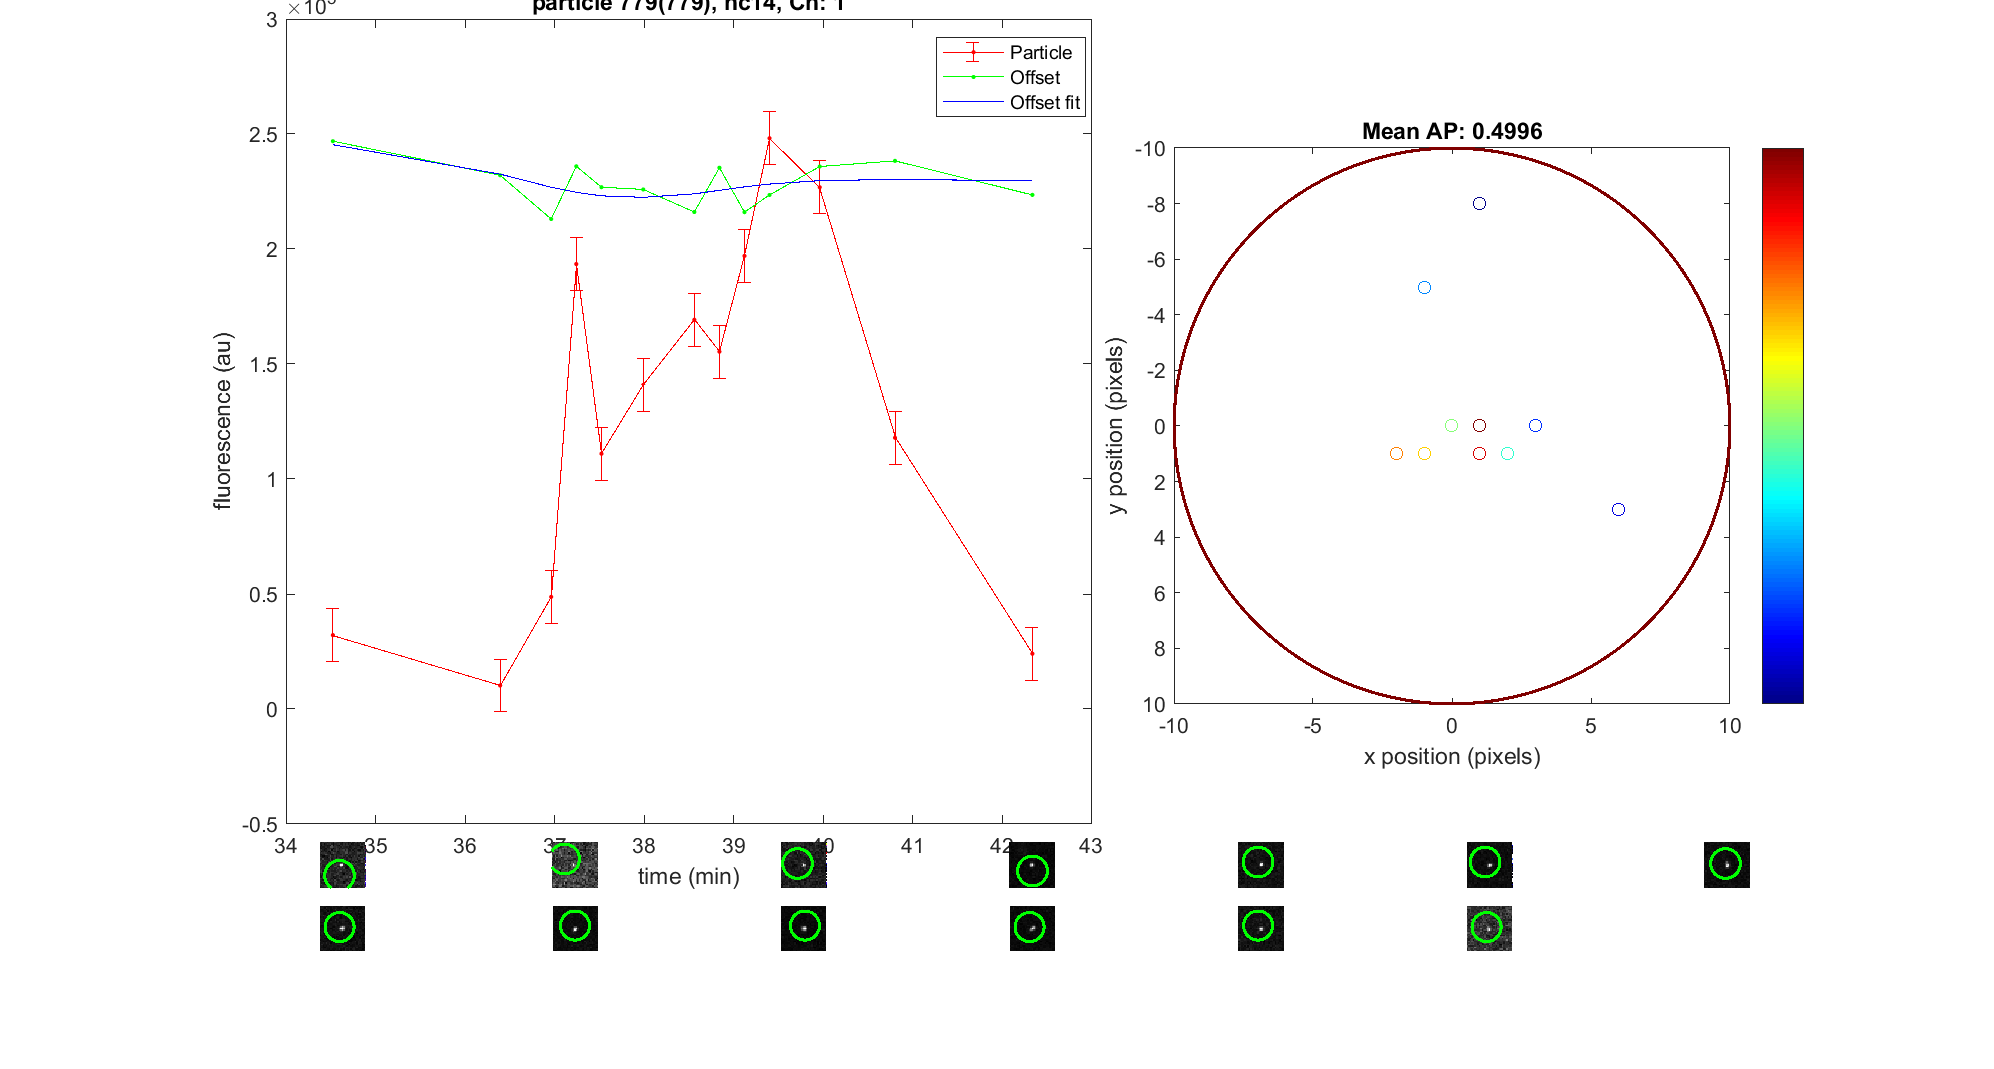 particle 779(779), nc14, Ch: 1
3
2.5
2
1.5
1
0.5
0
-0.5
fluorescence (au)
34 35 36 37 38 39 40 41 42 43
time (min)
Particle
Offset
Offset fit
Mean AP: 0.4996
-10
-8
-6
-4
-2
0
2
4
6
8
10
y position (pixels)
-10 -5 0 5 10
x position (pixels)